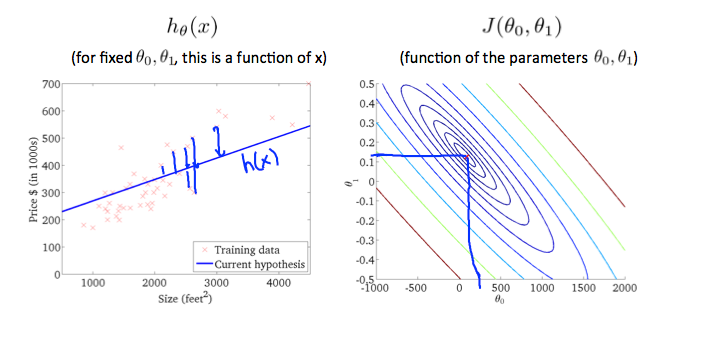 h_θ(x)
J(θ₀, θ₁)
(for fixed θ₀, θ₁, this is a function of x)
(function of the parameters θ₀, θ₁)
Price $ (in 1000s)
700
600
500
400
300
200
100
0
h(x)
× Training data
Current hypothesis
1000
2000
3000
4000
Size (feet²)
θ₁
0.5
0.4
0.3
0.2
0.1
0
-0.1
-0.2
-0.3
-0.4
-0.5
-1000
-500
0
500
1000
1500
2000
θ₀